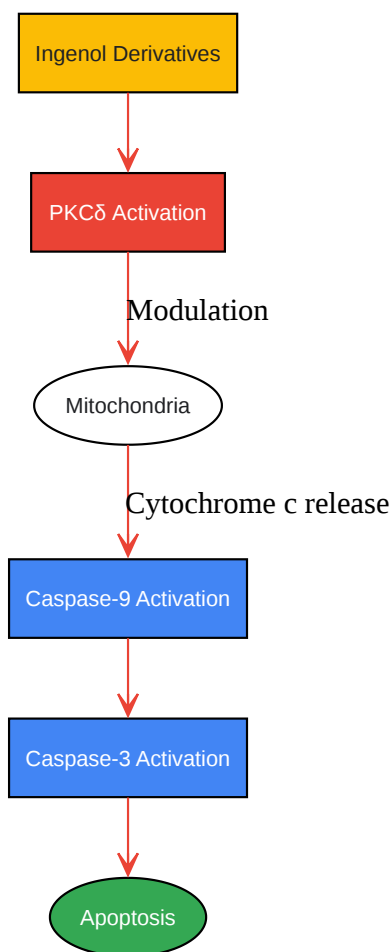 Ingenol Derivatives
PKCδ Activation
Modulation
Mitochondria
Cytochrome c release
Caspase-9 Activation
Caspase-3 Activation
Apoptosis